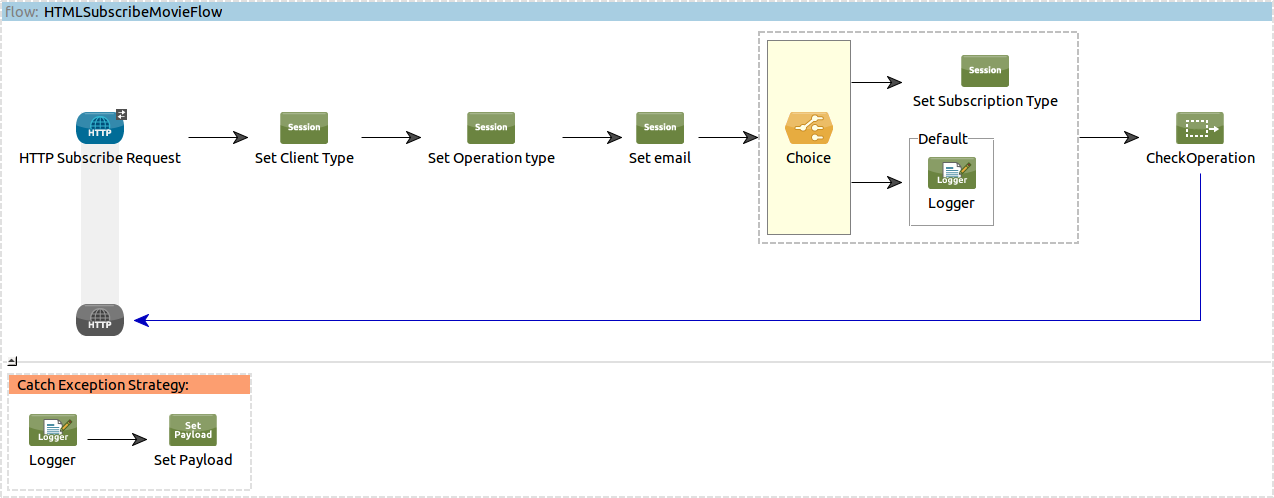 flow: HTMLSubscribeMovieFlow
HTTP
HTTP Subscribe Request
Session
Set Client Type
Session
Set Operation type
Session
Set email
Choice
Session
Set Subscription Type
Default
Logger
Logger
CheckOperation
HTTP
Catch Exception Strategy:
Logger
Logger
Set
Payload
Set Payload